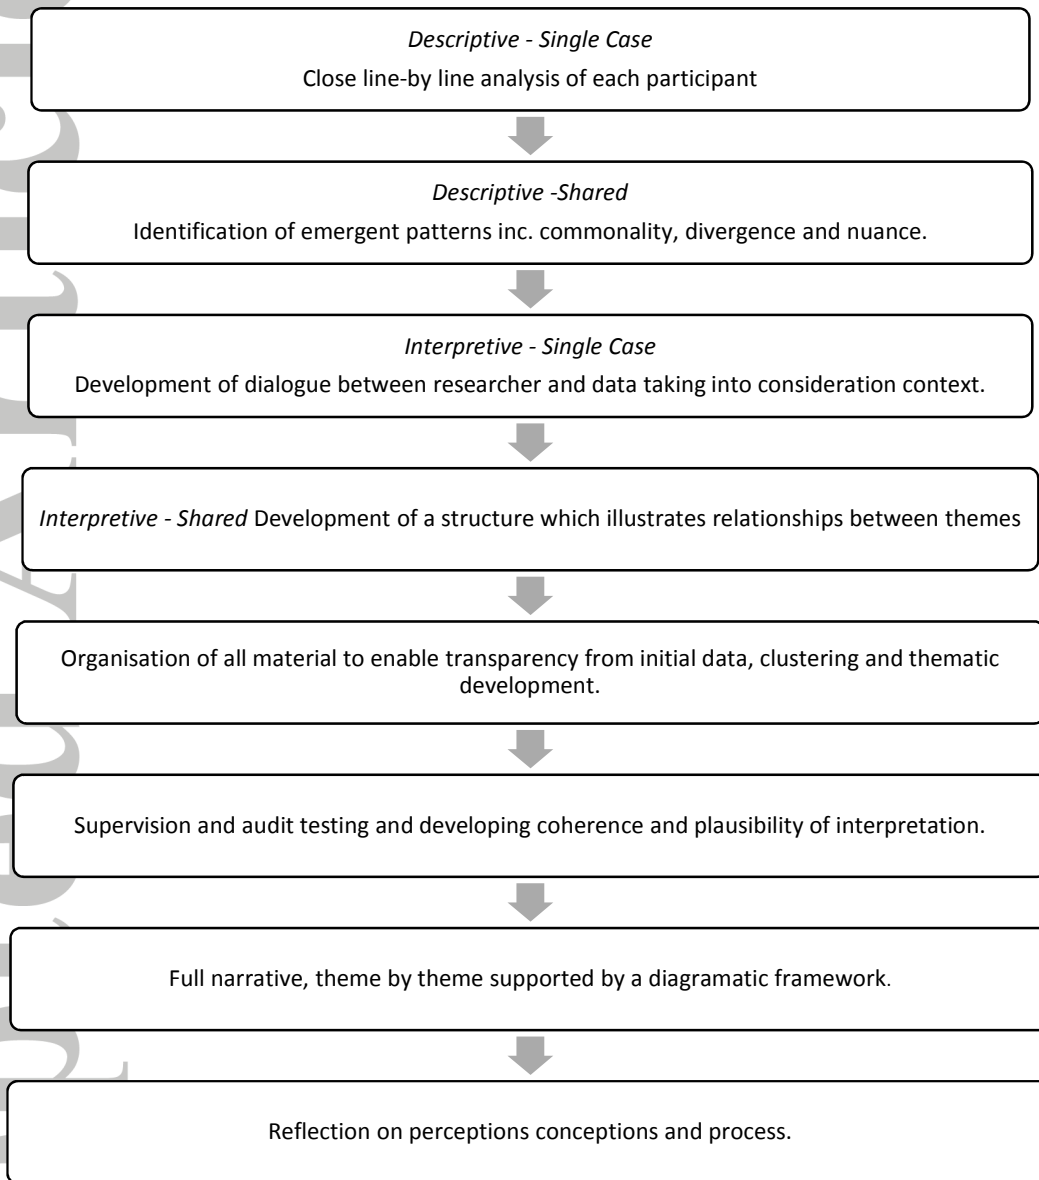 Descriptive - Single Case
Close line-by line analysis of each participant
Descriptive -Shared
Identification of emergent patterns inc. commonality, divergence and nuance.
Interpretive - Single Case
Development of dialogue between researcher and data taking into consideration context.
Interpretive - Shared Development of a structure which illustrates relationships between themes
Organisation of all material to enable transparency from initial data, clustering and thematic
development.
Supervision and audit testing and developing coherence and plausibility of interpretation.
Full narrative, theme by theme supported by a diagramatic framework.
Reflection on perceptions conceptions and process.